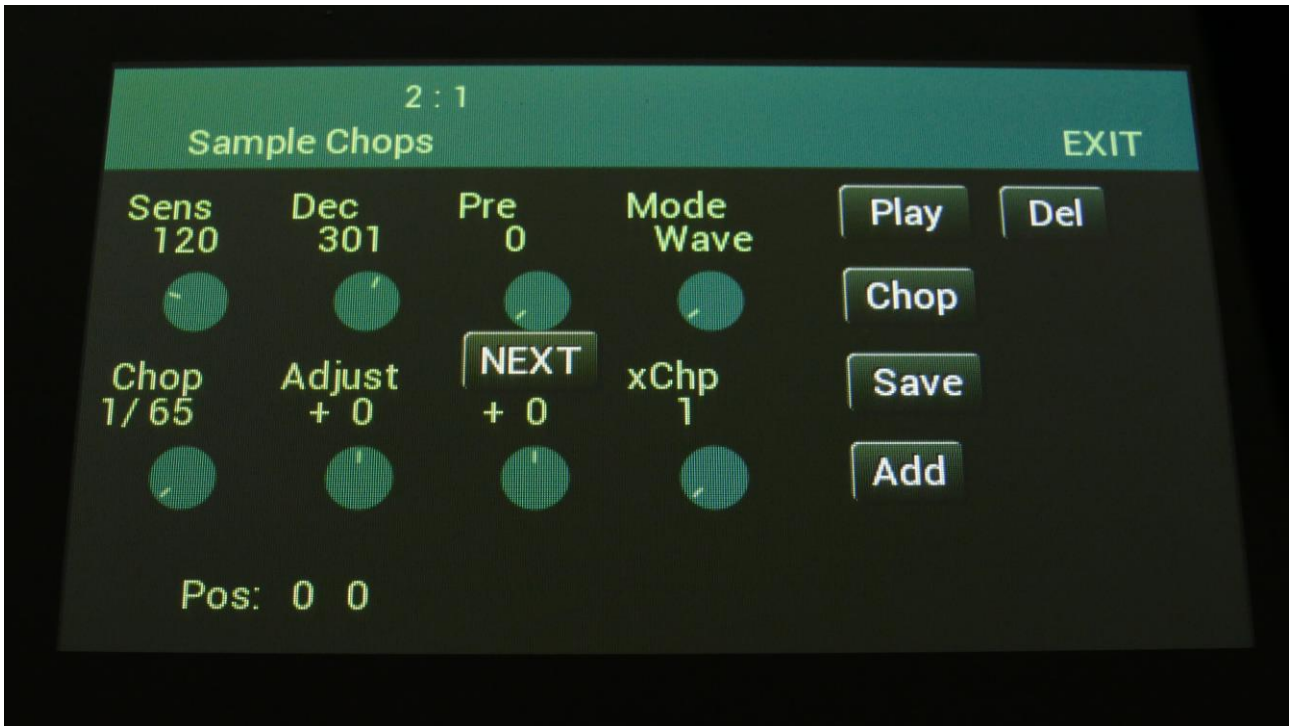 2 : 1
Sample Chops EXIT
Sens Dec Pre Mode Play Del
120 301 0 Wave
Chop
NEXT
Chop Adjust xChp Save
1/ 65 + 0 + 0 1
Add
Pos: 0 0